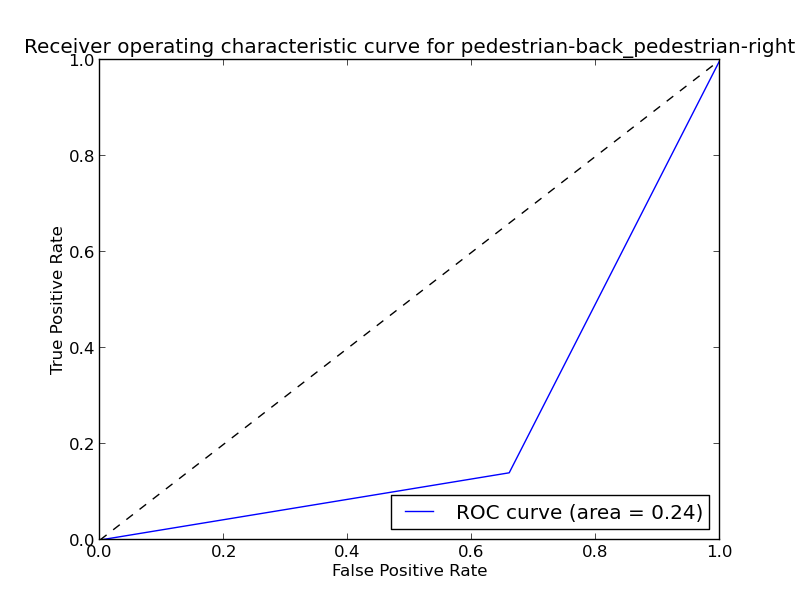 Receiver operating characteristic curve for pedestrian-back_pedestrian-right
1.0
0.8
0.6
0.4
0.2
0.0
True Positive Rate
ROC curve (area = 0.24)
0.0 0.2 0.4 0.6 0.8 1.0
False Positive Rate